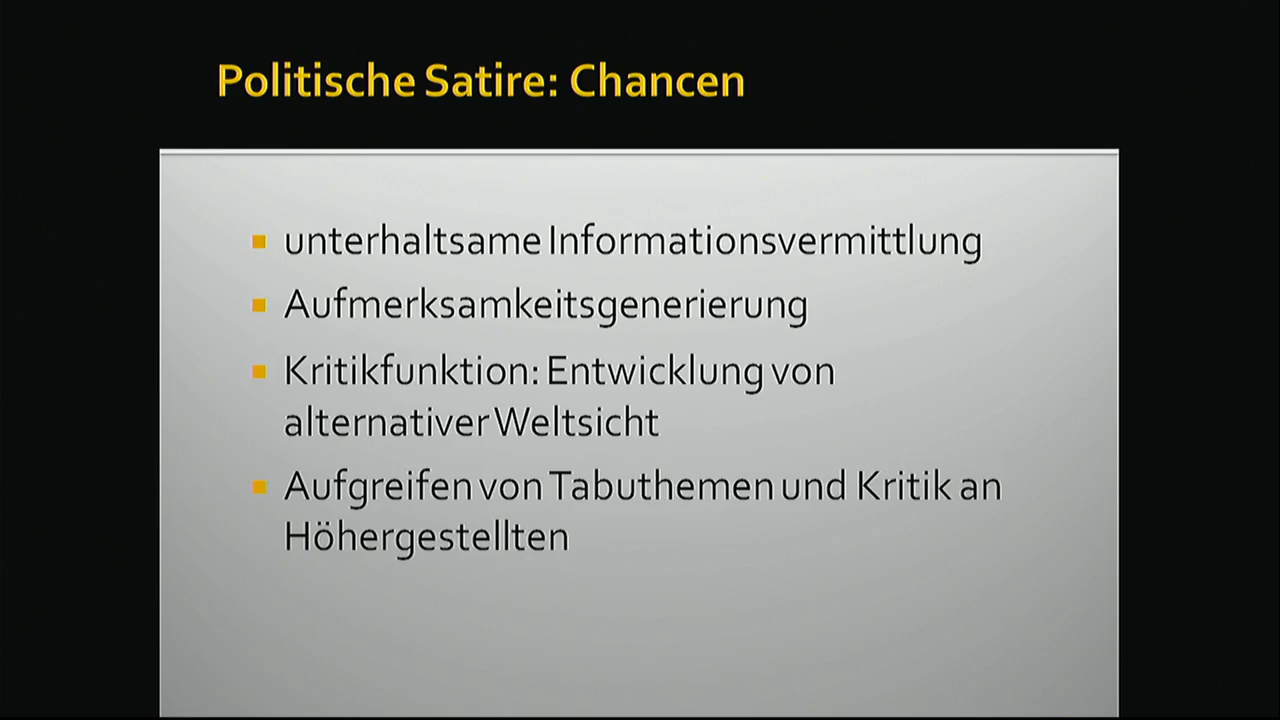 Politische Satire: Chancen
unterhaltsame Informationsvermittlung
Aufmerksamkeitsgenerierung
Kritikfunktion: Entwicklung von
alternativer Weltsicht
Aufgreifen von Tabuthemen und Kritik an
Höhergestellten